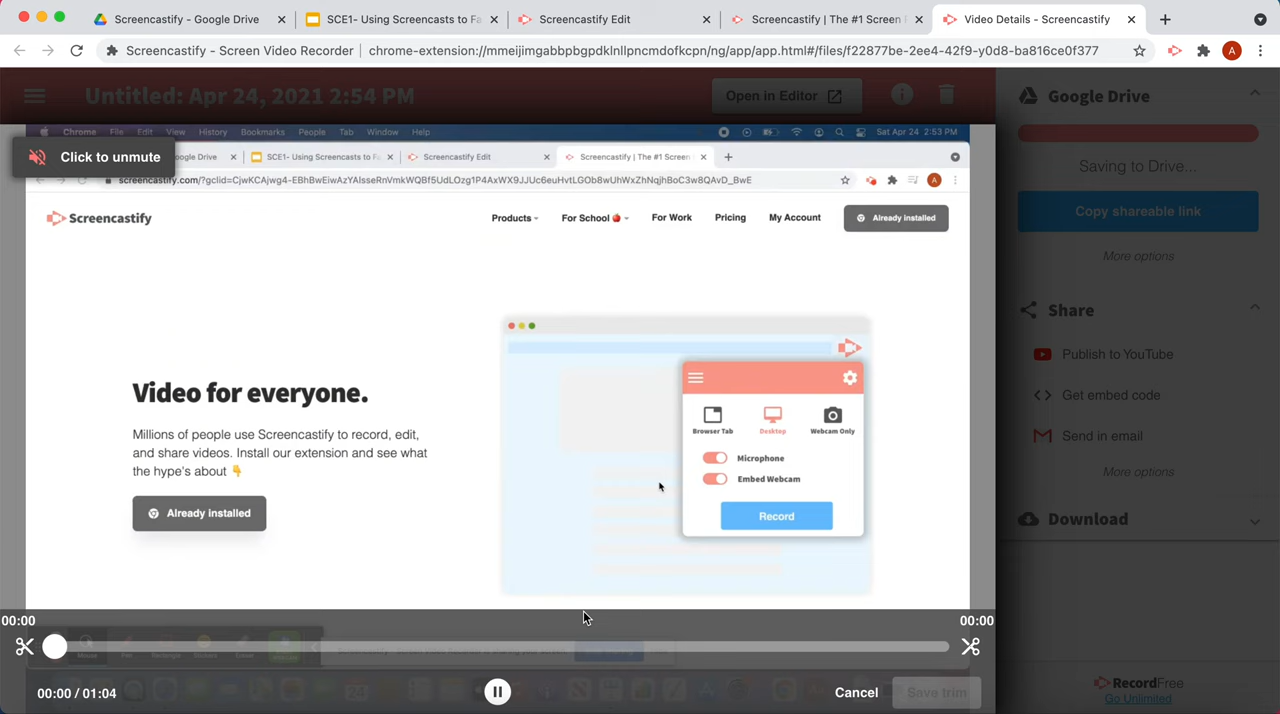 Screencastify - Google Drive
SCE1- Using Screencasts to Fa
Screencastify Edit
Screencastify | The #1 Screen
Video Details - Screencastify
Screencastify - Screen Video Recorder
chrome-extension://mmeijimgabbpbgpdklnllpncmdofkcpn/ng/app/app.html#/files/f22877be-2ee4-42f9-y0d8-ba816ce0f377
A
Untitled: Apr 24, 2021 2:54 PM
Open in Editor
Chrome File Edit View History Bookmarks People Tab Window Help
Sat Apr 24 2:53 PM
Click to unmute
ogle Drive
SCE1- Using Screencasts to Fa
Screencastify Edit
Screencastify | The #1 Screen
screencastify.com/?gclid=CjwKCAjwg4-EBhBwEiwAzYAlsseRnVmkWQBf5UdLOzg1P4AxWX9JJUc6euHvtLGOb8wUhWxZhNqjhBoC3w8QAvD_BwE
A
Screencastify
Products
For School
For Work
Pricing
My Account
Already installed
Video for everyone.
Millions of people use Screencastify to record, edit,
and share videos. Install our extension and see what
the hype's about
Already installed
Browser Tab
Desktop
Webcam Only
Microphone
Embed Webcam
Record
00:00
00:00
00:00 / 01:04
Cancel
Save trim
Google Drive
Saving to Drive...
Copy shareable link
More options
Share
Publish to YouTube
Get embed code
Send in email
More options
Download
RecordFree
Go Unlimited